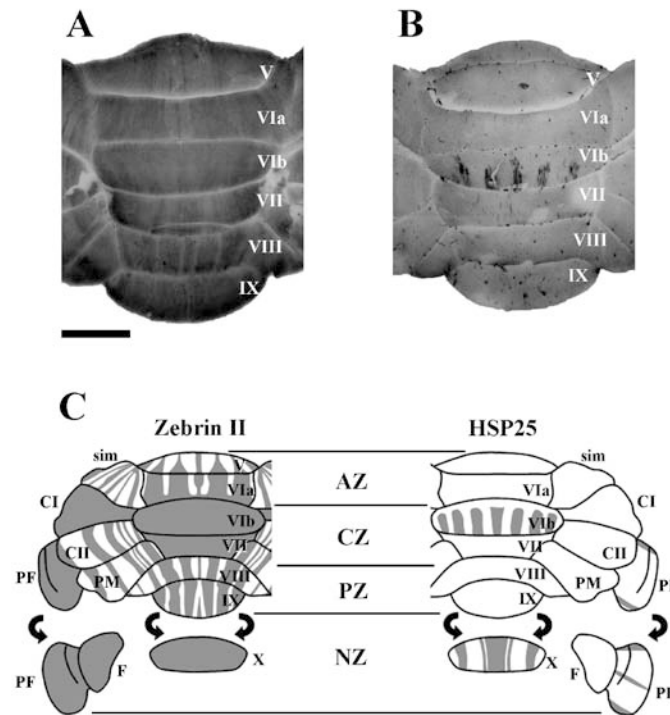 A
B
V
VIa
VIb
VII
VIII
IX
V
VIa
VIb
VII
VIII
IX
C
Zebrin II
HSP25
sim
V
VIa
CI
VIb
CII
VII
PF
PM
VIII
IX
PF
F
X
AZ
CZ
PZ
NZ
sim
VIa
CI
VIb
VII
CII
VIII
PM
IX
X
F